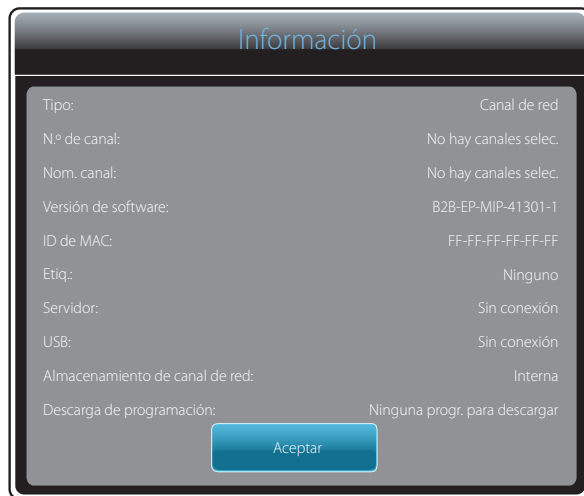 Información
Tipo: Canal de red
N.º de canal: No hay canales selec.
Nom. canal: No hay canales selec.
Versión de software: B2B-EP-MIP-41301-1
ID de MAC: FF-FF-FF-FF-FF-FF
Etiq.: Ninguno
Servidor: Sin conexión
USB: Sin conexión
Almacenamiento de canal de red: Interna
Descarga de programación: Ninguna progr. para descargar
Aceptar